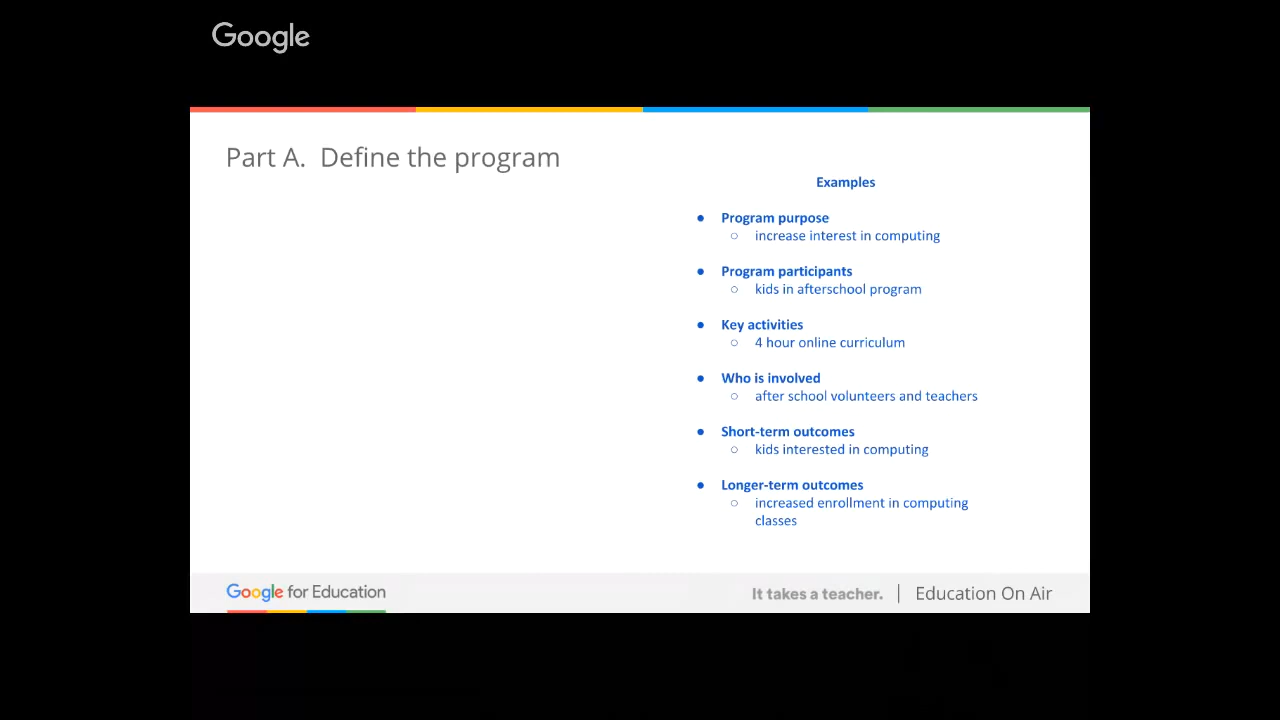 Google
Part A. Define the program
Examples
● Program purpose
○ increase interest in computing
● Program participants
○ kids in afterschool program
● Key activities
○ 4 hour online curriculum
● Who is involved
○ after school volunteers and teachers
● Short-term outcomes
○ kids interested in computing
● Longer-term outcomes
○ increased enrollment in computing
classes
Google for Education
It takes a teacher. | Education On Air